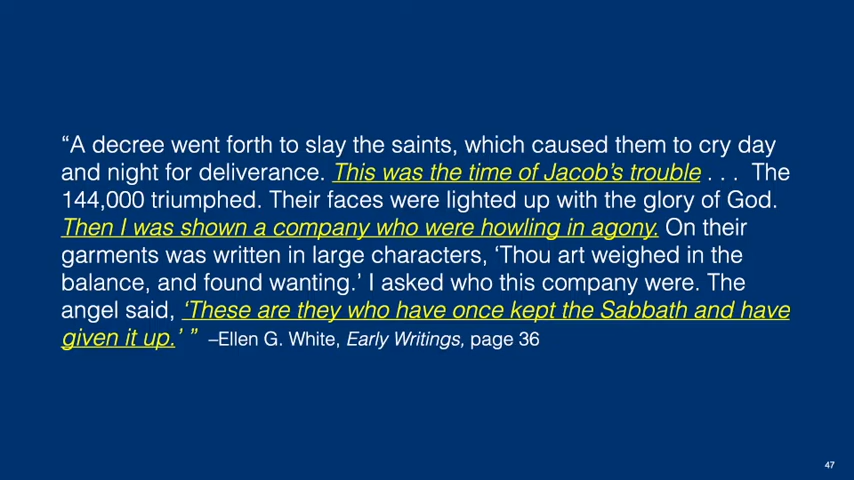 “A decree went forth to slay the saints, which caused them to cry day
and night for deliverance. This was the time of Jacob’s trouble . . . The
144,000 triumphed. Their faces were lighted up with the glory of God.
Then I was shown a company who were howling in agony. On their
garments was written in large characters, ‘Thou art weighed in the
balance, and found wanting.’ I asked who this company were. The
angel said, ‘These are they who have once kept the Sabbath and have
given it up.’ ” –Ellen G. White, Early Writings, page 36
47